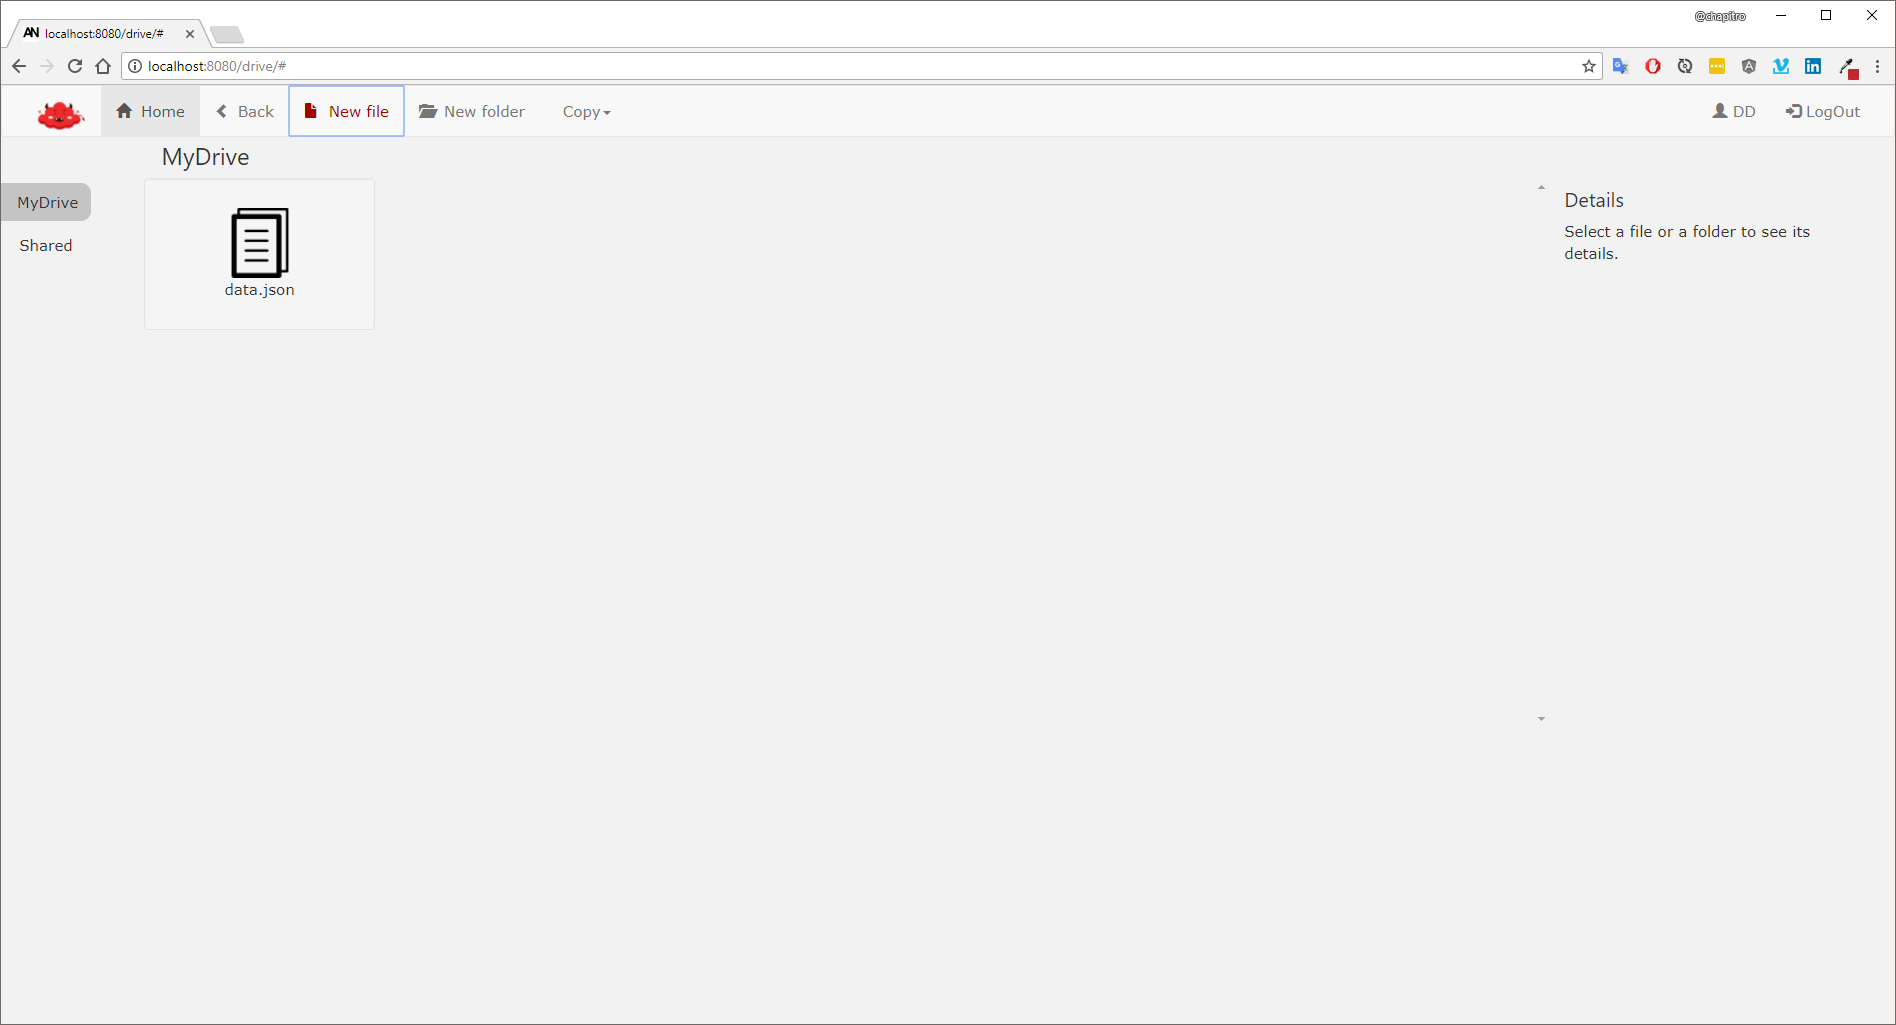 @chapitro
AN localhost:8080/drive/#
localhost:8080/drive/#
Home Back New file New folder Copy DD LogOut
MyDrive
MyDrive
Shared
data.json
Details
Select a file or a folder to see its
details.